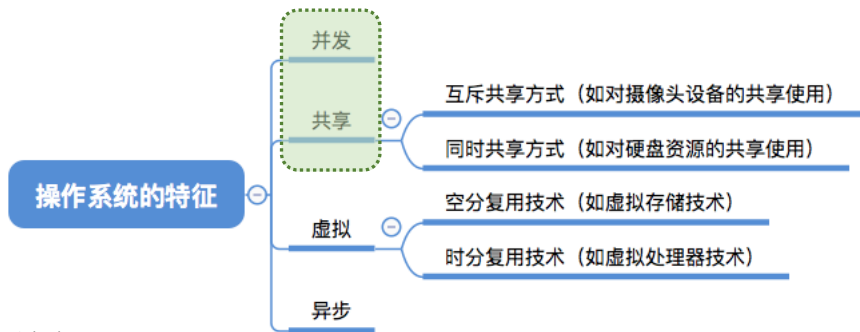 并发
共享
互斥共享方式（如对摄像头设备的共享使用）
同时共享方式（如对硬盘资源的共享使用）
操作系统的特征
虚拟
空分复用技术（如虚拟存储技术）
时分复用技术（如虚拟处理器技术）
异步